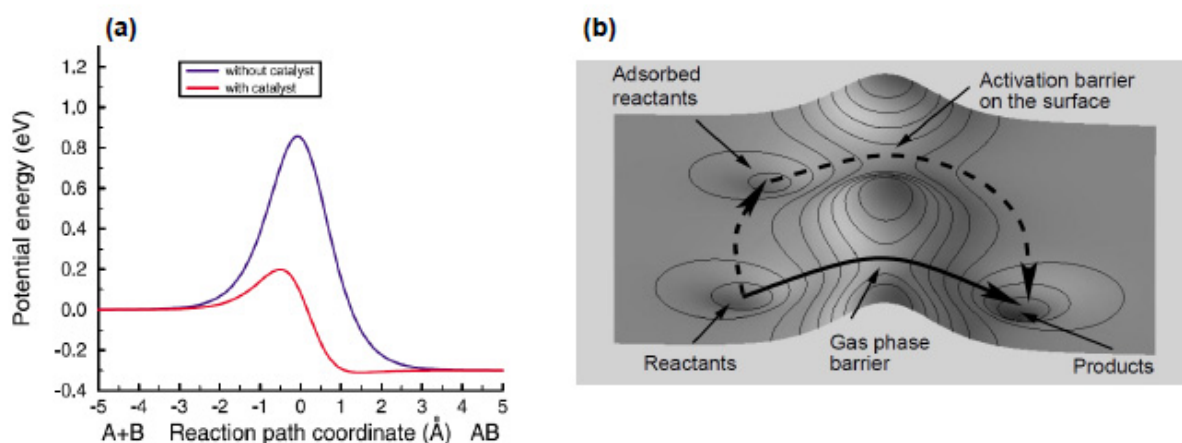 (a)
without catalyst
with catalyst
1.2
1.0
0.8
0.6
0.4
0.2
0.0
-0.2
-0.4
Potential energy (eV)
-5 -4 -3 -2 -1 0 1 2 3 4 5
A+B Reaction path coordinate (Å) AB
(b)
Adsorbed
reactants
Activation barrier
on the surface
Reactants
Gas phase
barrier
Products